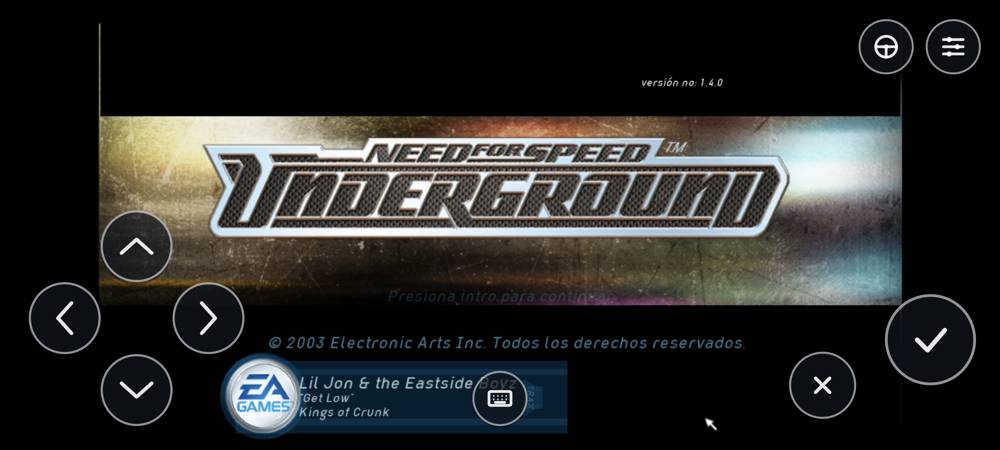 versión no: 1.4.0
NEED FOR SPEED TM
UNDERGROUND
Presiona intro para continuar
© 2003 Electronic Arts Inc. Todos los derechos reservados.
EA
GAMES
Lil Jon & the Eastside Boyz
"Get Low"
Kings of Crunk